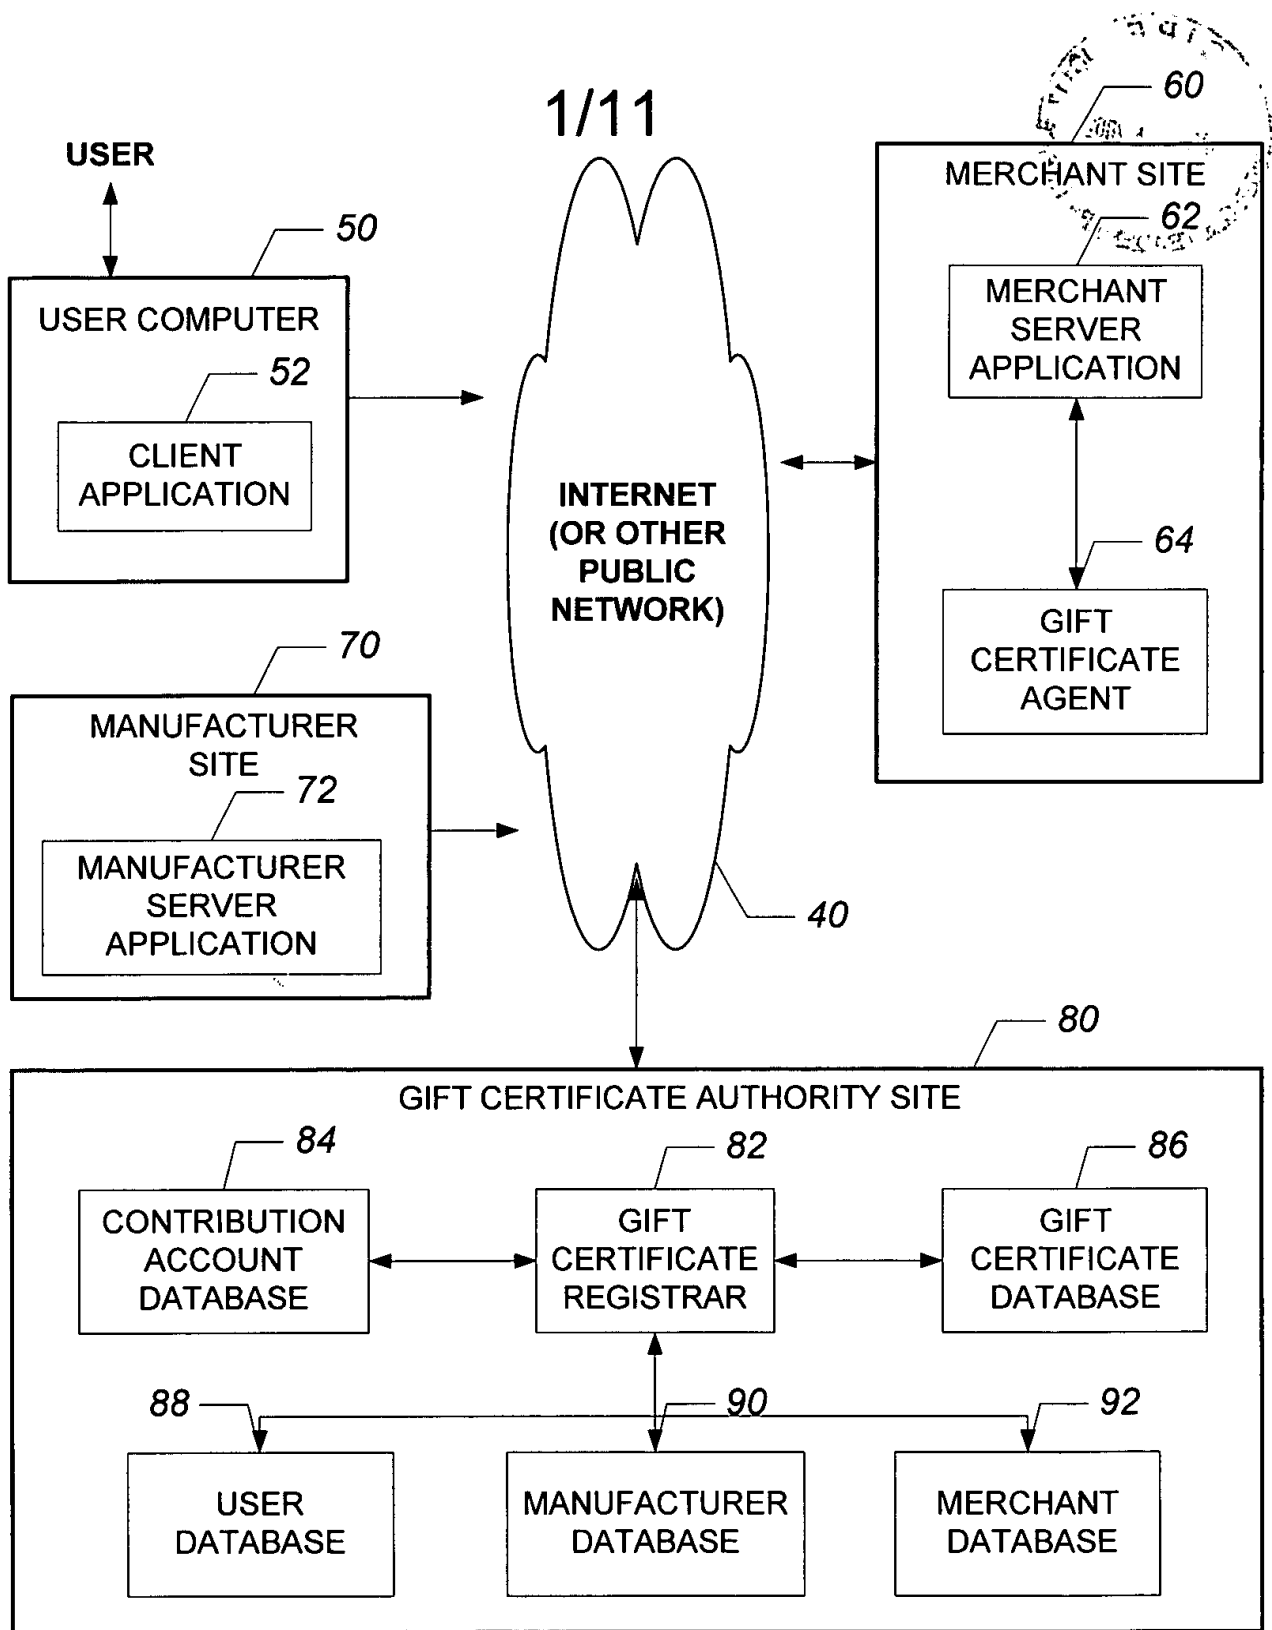 1/11
USER
50
USER COMPUTER
52
CLIENT
APPLICATION
60
MERCHANT SITE
62
MERCHANT
SERVER
APPLICATION
64
GIFT
CERTIFICATE
AGENT
INTERNET
(OR OTHER
PUBLIC
NETWORK)
40
70
MANUFACTURER
SITE
72
MANUFACTURER
SERVER
APPLICATION
80
GIFT CERTIFICATE AUTHORITY SITE
84
CONTRIBUTION
ACCOUNT
DATABASE
82
GIFT
CERTIFICATE
REGISTRAR
86
GIFT
CERTIFICATE
DATABASE
88
USER
DATABASE
90
MANUFACTURER
DATABASE
92
MERCHANT
DATABASE